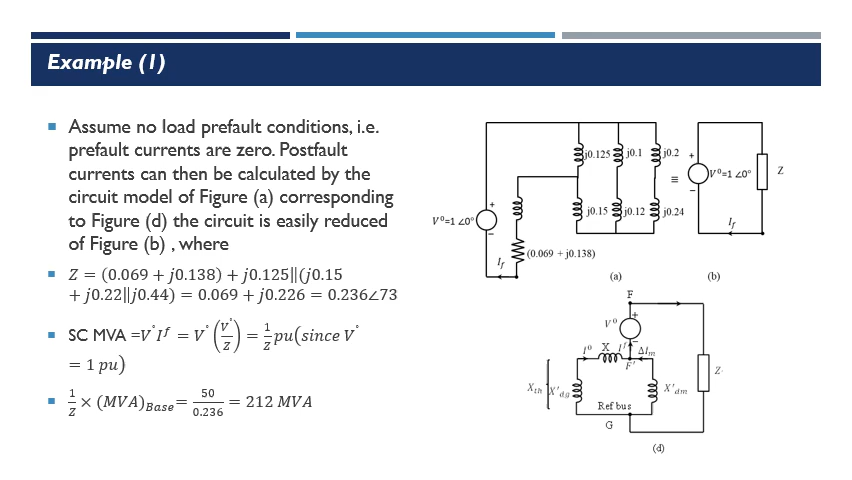 Example (1)
Assume no load prefault conditions, i.e.
prefault currents are zero. Postfault
currents can then be calculated by the
circuit model of Figure (a) corresponding
to Figure (d) the circuit is easily reduced
of Figure (b) , where
Z = (0.069 + j0.138) + j0.125||(j0.15
+ j0.22||j0.44) = 0.069 + j0.226 = 0.236∠73
SC MVA =V°I^f = V°(V°/Z) = 1/Z pu(since V°
= 1 pu)
1/Z × (MVA)_Base = 50/0.236 = 212 MVA
j0.125
j0.1
j0.2
j0.15
j0.12
j0.24
V⁰=1 ∠0°
I_f
(0.069 + j0.138)
(a)
≡
V⁰=1 ∠0°
Z
I_f
(b)
F
V⁰
I⁰
X
I^f
ΔI_m
F'
X_th
X'_dg
X'_dm
Z
Ref bus
G
(d)